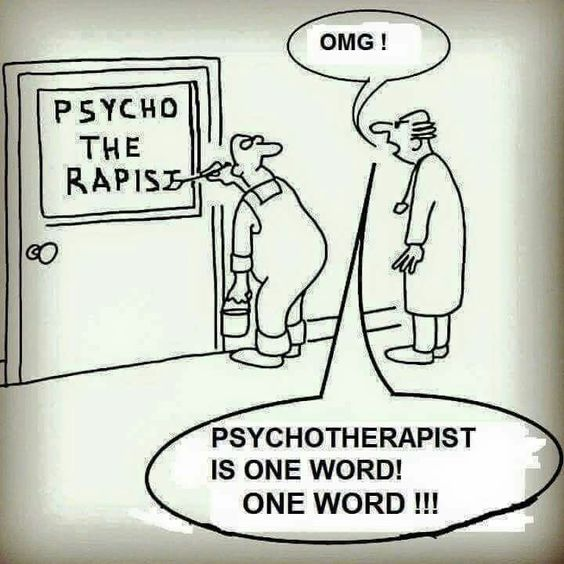 PSYCHO
THE
RAPIST
OMG !
PSYCHOTHERAPIST
IS ONE WORD!
ONE WORD !!!